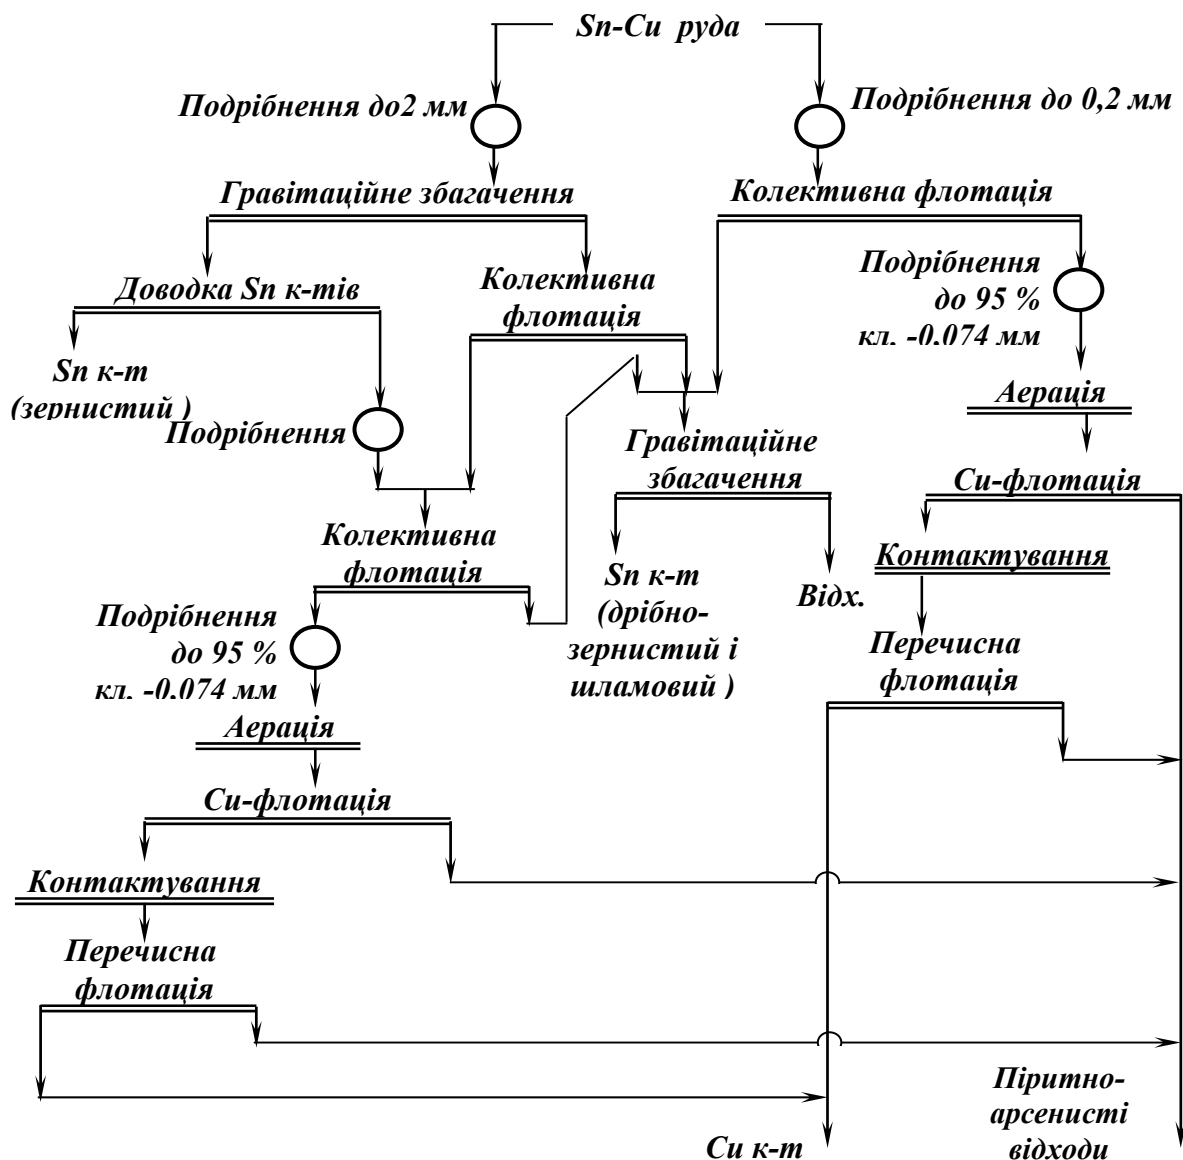 Sn-Cu руда
Подрібнення до2 мм
Подрібнення до 0,2 мм
Гравітаційне збагачення
Колективна флотація
Доводка Sn к-тів
Колективна
флотація
Подрібнення
до 95 %
кл. -0.074 мм
Sn к-т
(зернистий )
Подрібнення
Аерація
Гравітаційне
збагачення
Си-флотація
Колективна
флотація
Контактування
Sn к-т
(дрібно-
зернистий і
шламовий )
Відх.
Подрібнення
до 95 %
кл. -0.074 мм
Перечисна
флотація
Аерація
Си-флотація
Контактування
Перечисна
флотація
Си к-т
Піритно-
арсенисті
відходи